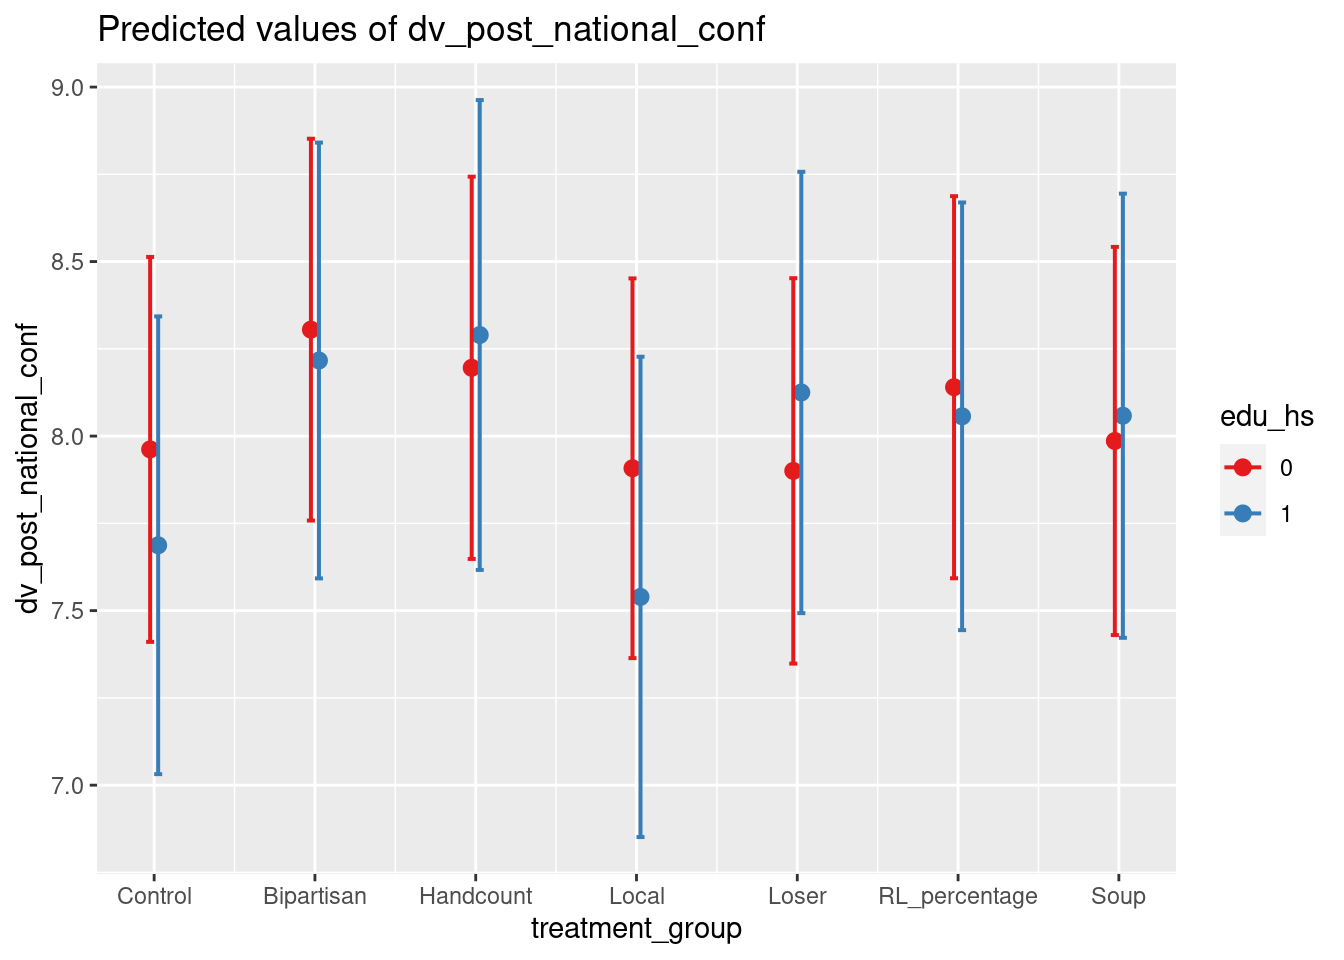 Predicted values of dv_post_national_conf
dv_post_national_conf
9.0
8.5
8.0
7.5
7.0
Control Bipartisan Handcount Local Loser RL_percentage Soup
treatment_group
edu_hs
0
1